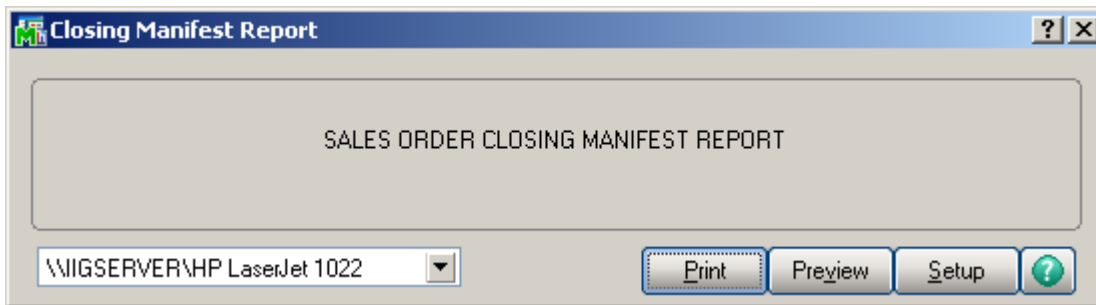 Closing Manifest Report
SALES ORDER CLOSING MANIFEST REPORT
\\IIGSERVER\HP LaserJet 1022 Print Preview Setup